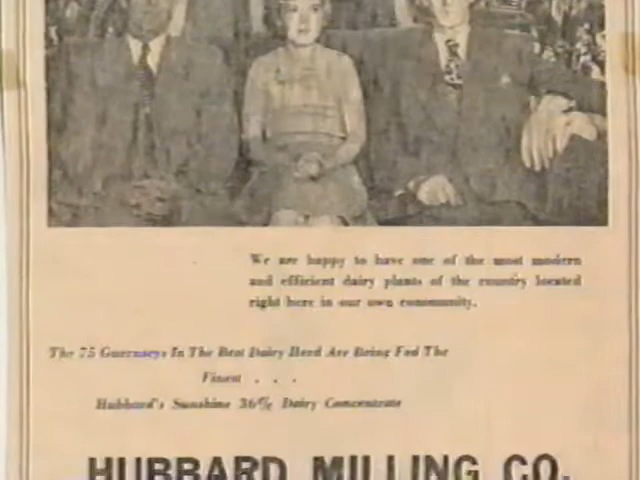 We are happy to have one of the most modern
and efficient dairy plants of the country located
right here in our own community.
The 75 Guernseys In The Best Dairy Herd Are Being Fed The
Finest . . .
Hubbard's Sunshine 36% Dairy Concentrate
HUBBARD MILLING CO.